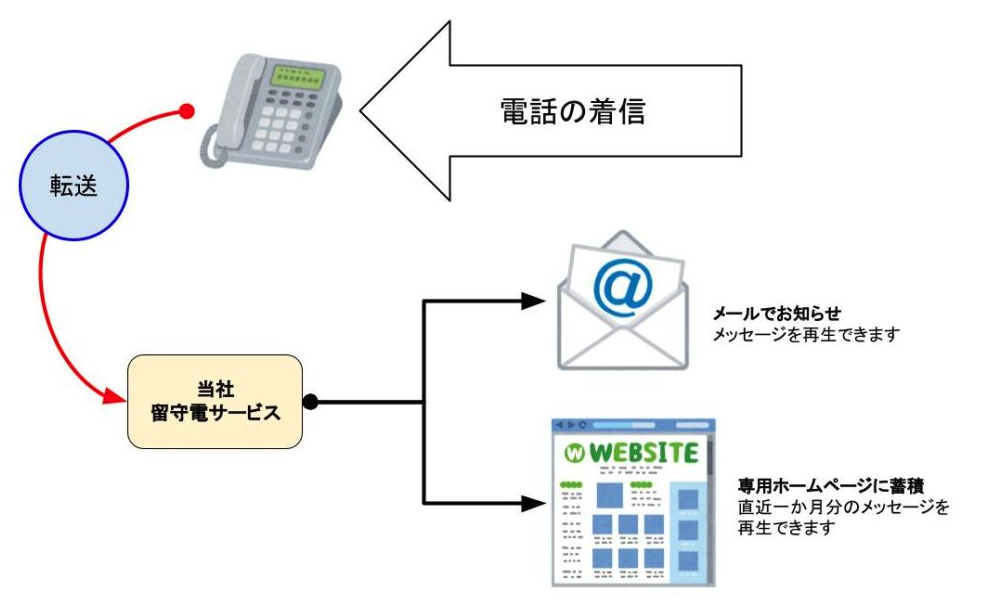 電話の着信
転送
当社
留守電サービス
メールでお知らせ
メッセージを再生できます
W WEBSITE
専用ホームページに蓄積
直近一か月分のメッセージを
再生できます